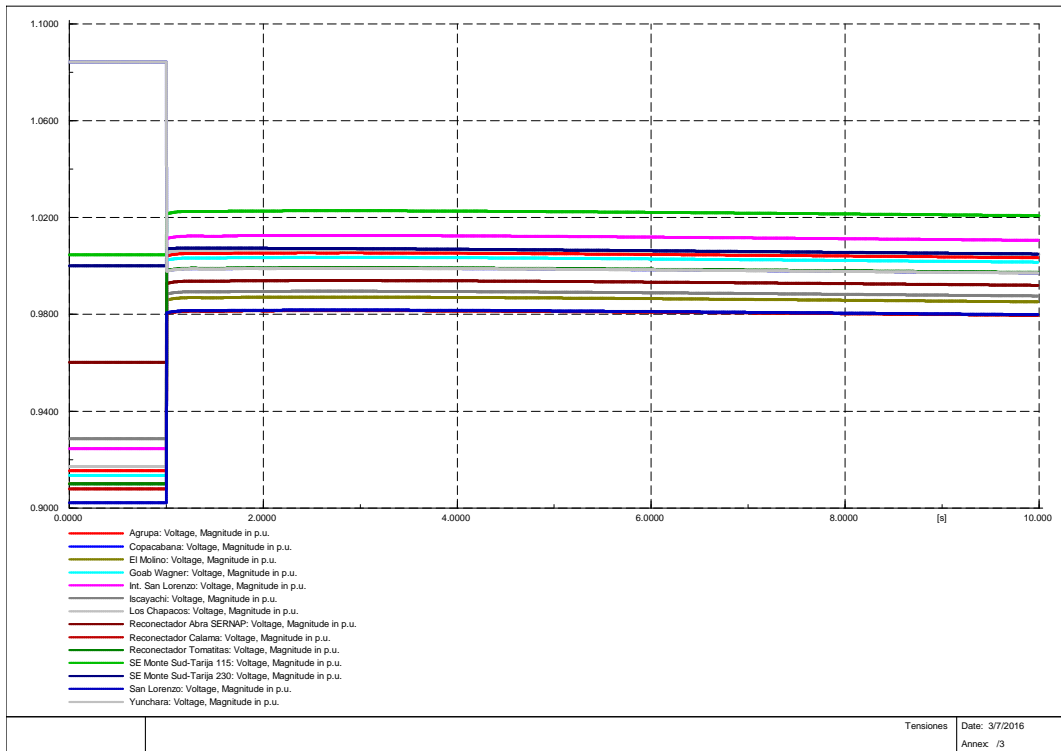 1.1000
1.0600
1.0200
0.9800
0.9400
0.9000
0.0000 2.0000 4.0000 6.0000 8.0000 [s] 10.000
Agrupa: Voltage, Magnitude in p.u.
Copacabana: Voltage, Magnitude in p.u.
El Molino: Voltage, Magnitude in p.u.
Goab Wagner: Voltage, Magnitude in p.u.
Int. San Lorenzo: Voltage, Magnitude in p.u.
Iscayachi: Voltage, Magnitude in p.u.
Los Chapacos: Voltage, Magnitude in p.u.
Reconectador Abra SERNAP: Voltage, Magnitude in p.u.
Reconectador Calama: Voltage, Magnitude in p.u.
Reconectador Tomatitas: Voltage, Magnitude in p.u.
SE Monte Sud-Tarija 115: Voltage, Magnitude in p.u.
SE Monte Sud-Tarija 230: Voltage, Magnitude in p.u.
San Lorenzo: Voltage, Magnitude in p.u.
Yunchara: Voltage, Magnitude in p.u.
Tensiones
Date: 3/7/2016
Annex: /3